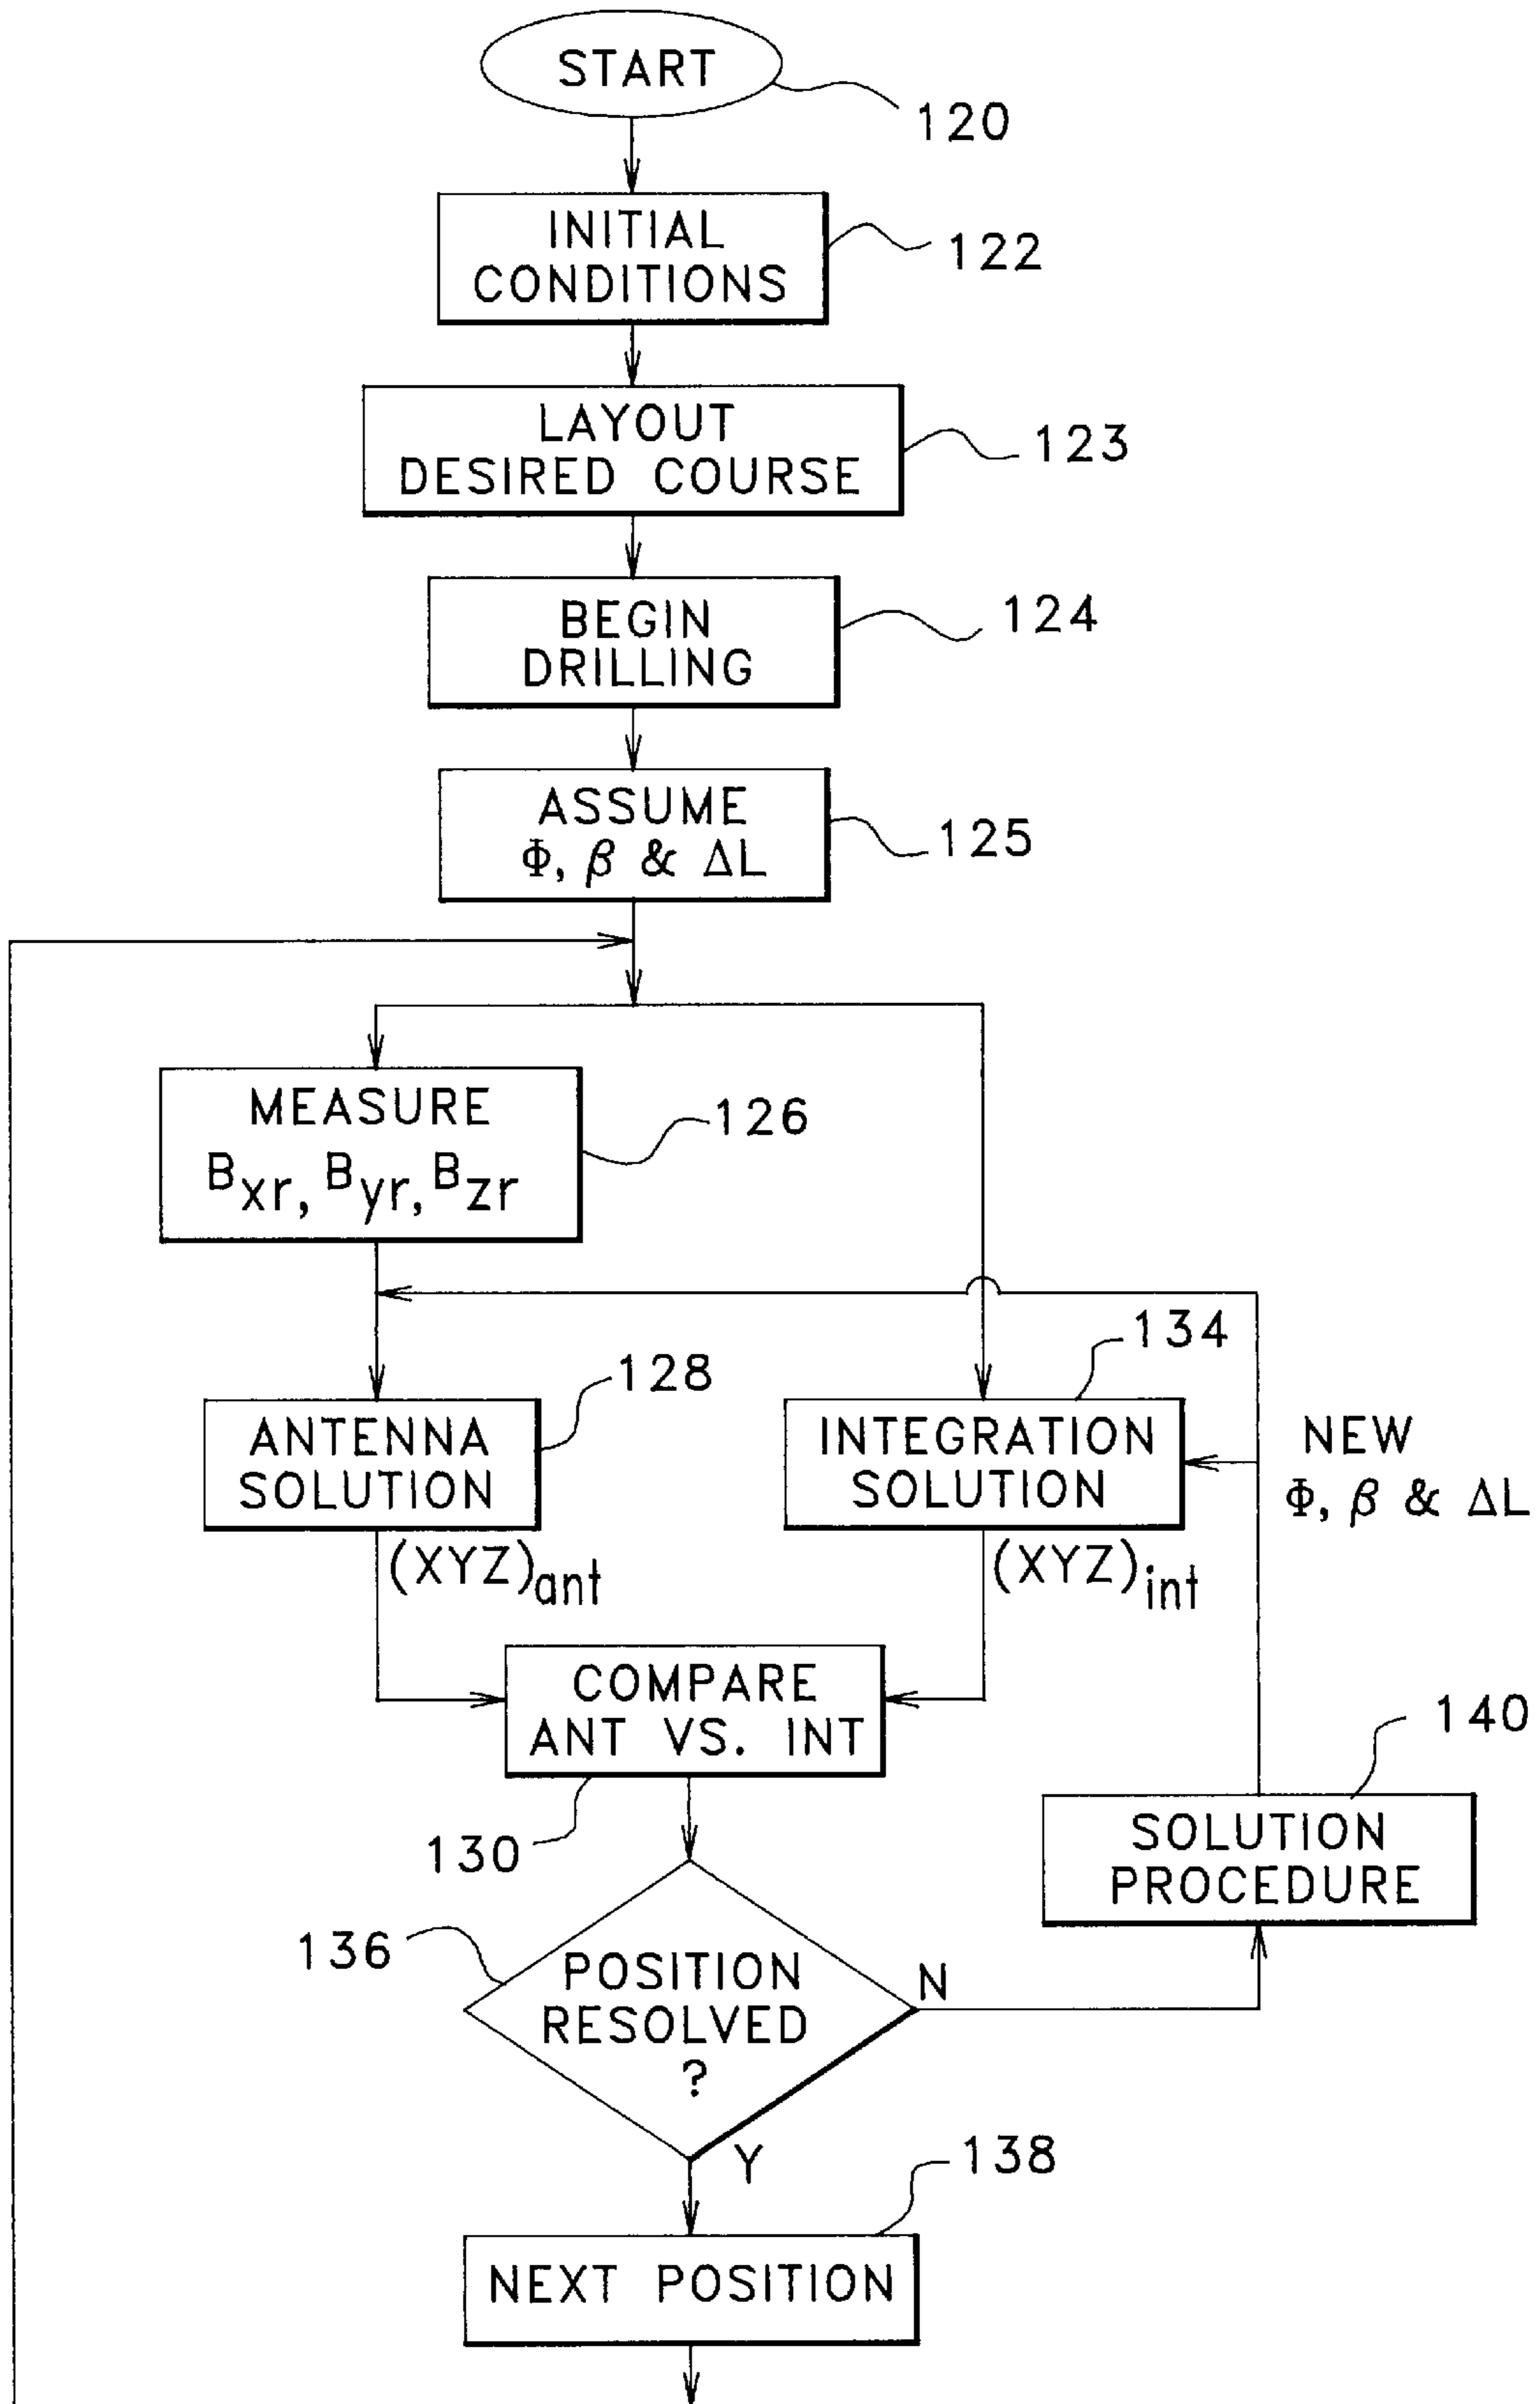 START
120
INITIAL
CONDITIONS
122
LAYOUT
DESIRED COURSE
123
BEGIN
DRILLING
124
ASSUME
Φ, β & ΔL
125
MEASURE
Bxr, Byr, Bzr
126
ANTENNA
SOLUTION
128
INTEGRATION
SOLUTION
134
NEW
Φ, β & ΔL
(XYZ)ant
(XYZ)int
COMPARE
ANT VS. INT
130
SOLUTION
PROCEDURE
140
POSITION
RESOLVED
?
136
N
Y
NEXT POSITION
138